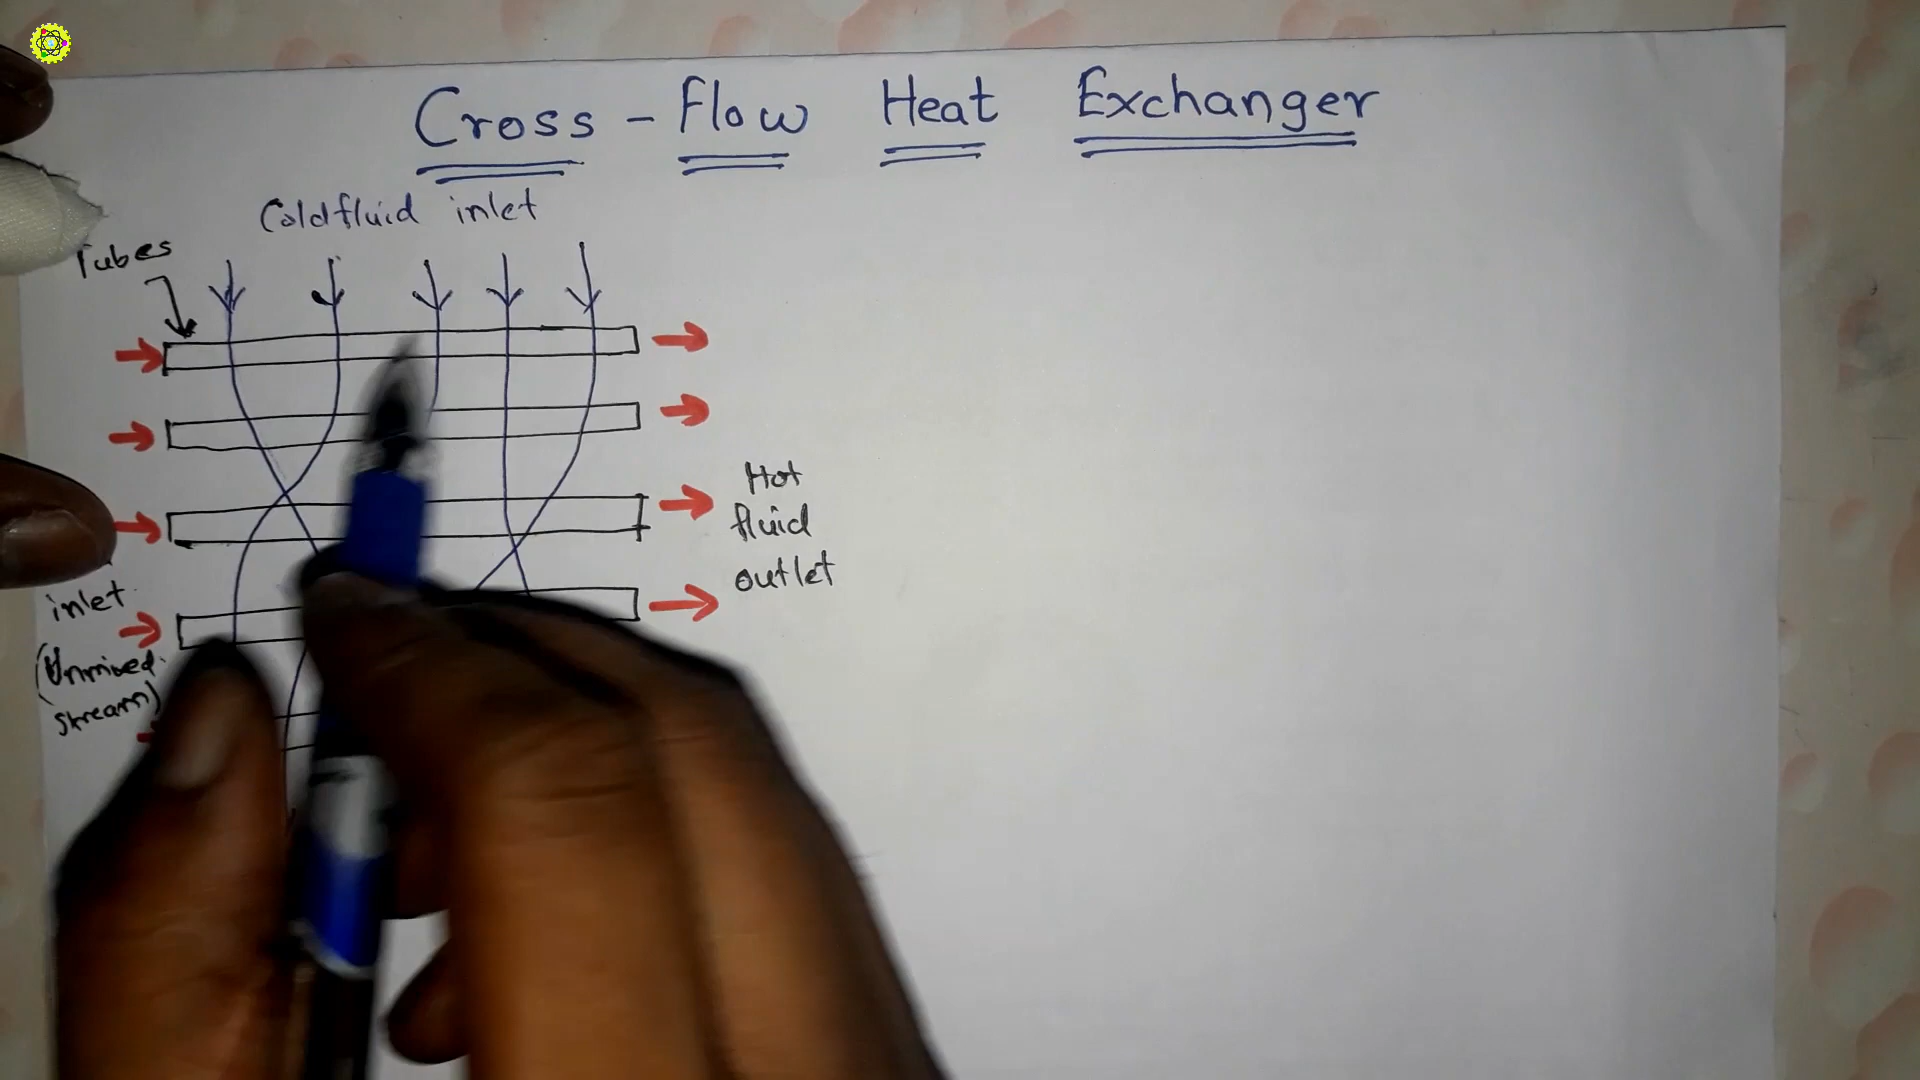 Cross - Flow Heat Exchanger
Coldfluid inlet
Tubes
Hot
fluid
outlet
inlet
(Unmixed
stream)